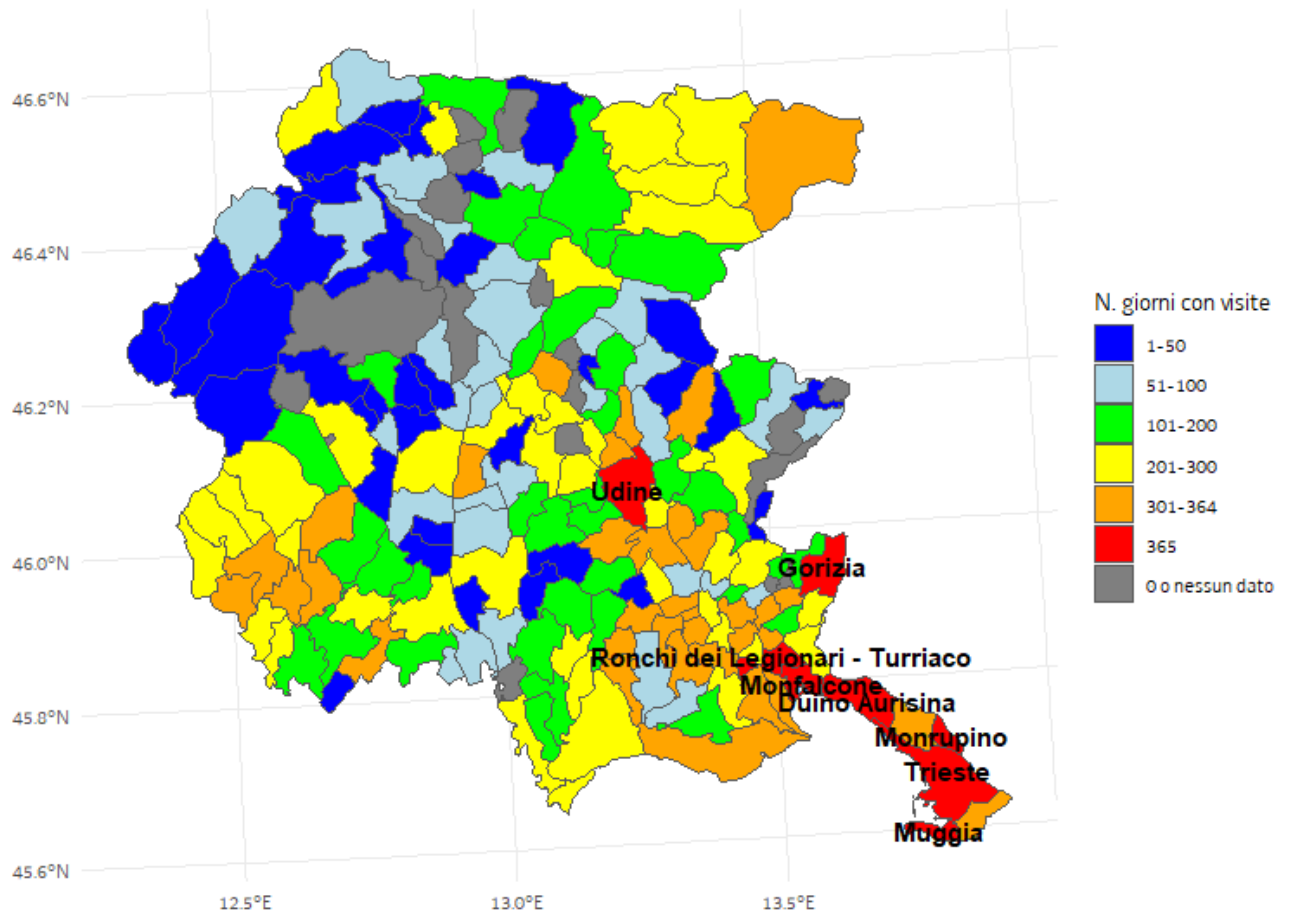 46.6°N
46.4°N
46.2°N
46.0°N
45.8°N
45.6°N
12.5°E
13.0°E
13.5°E
Udine
Gorizia
Ronchi dei Legionari - Turriaco
Monfalcone
Duino Aurisina
Monrupino
Trieste
Muggia
N. giorni con visite
1-50
51-100
101-200
201-300
301-364
365
0 o nessun dato